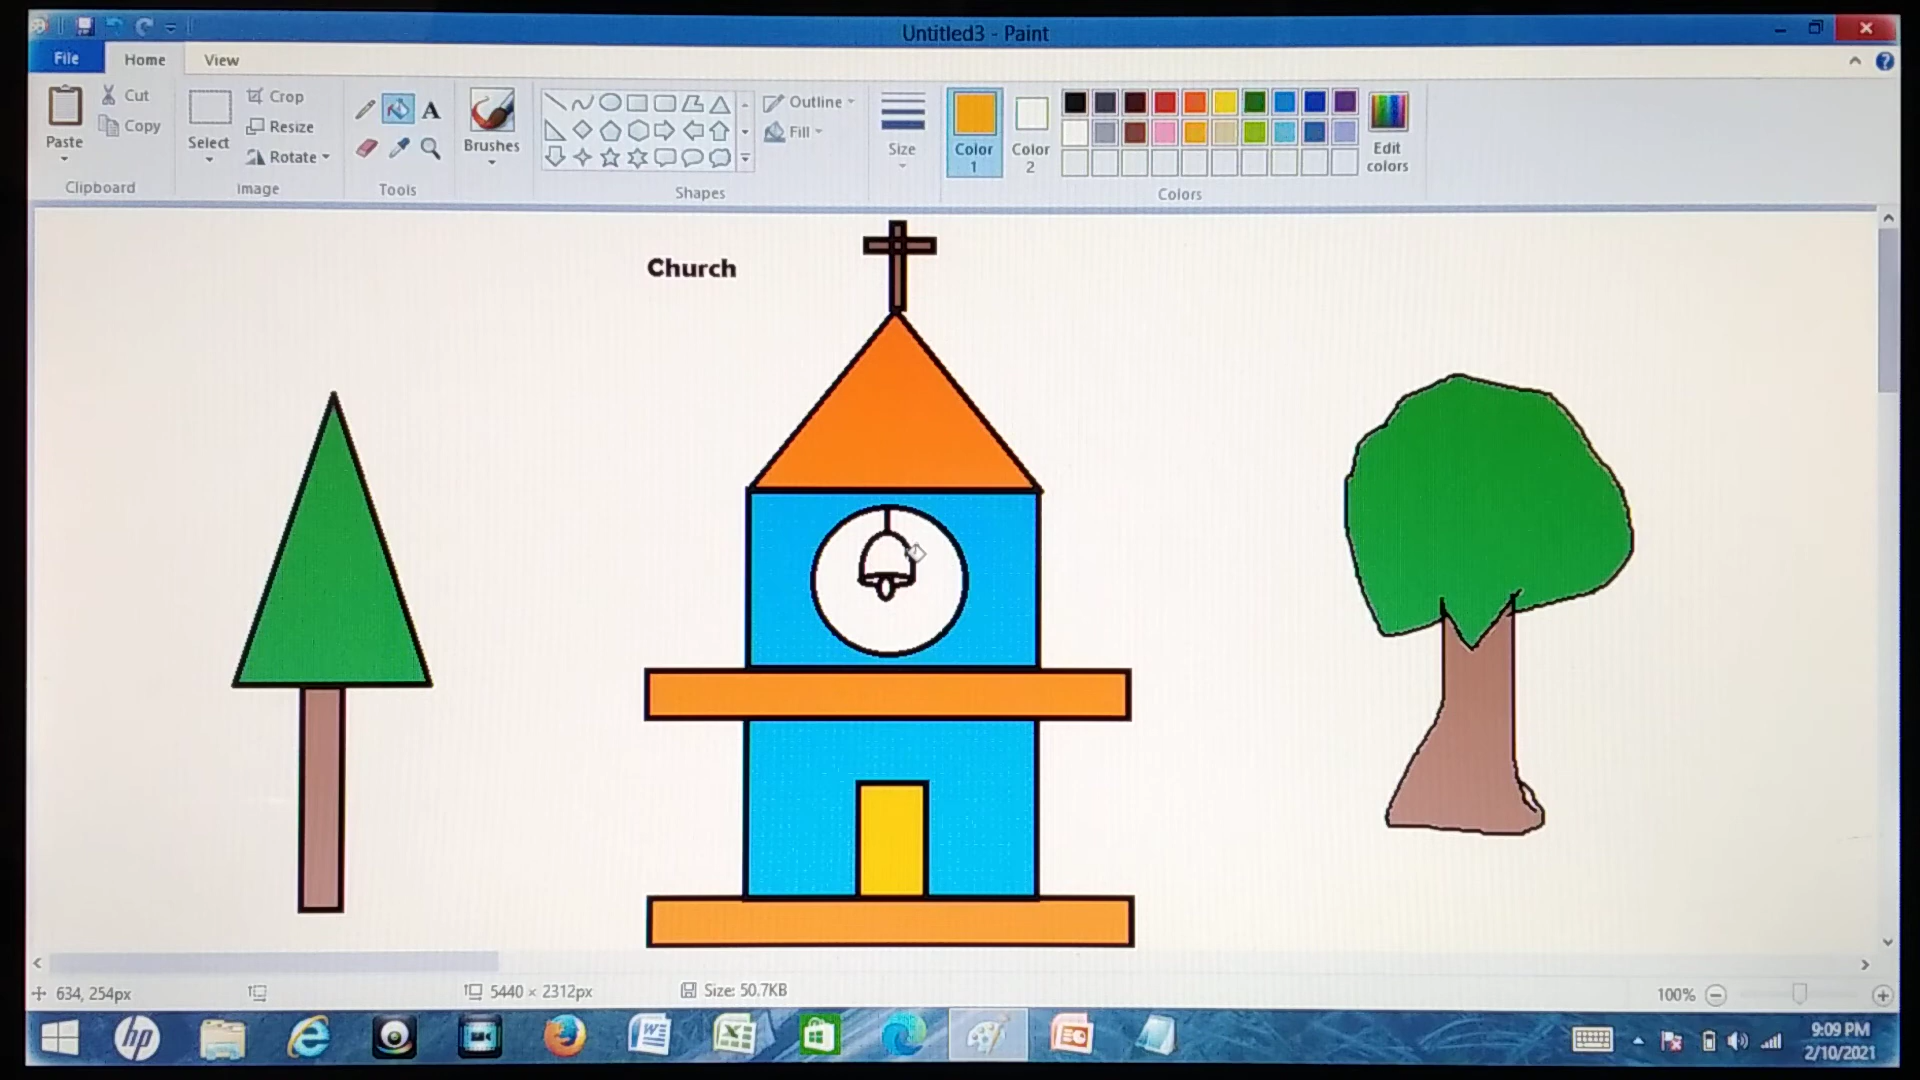 Untitled3 - Paint
File
Home
View
Paste
Cut
Copy
Clipboard
Select
Crop
Resize
Rotate
Image
A
Tools
Brushes
Shapes
Outline
Fill
Size
Color
1
Color
2
Edit
colors
Colors
Church
634, 254px
5440 × 2312px
Size: 50.7KB
100%
hp
9:09 PM
2/10/2021